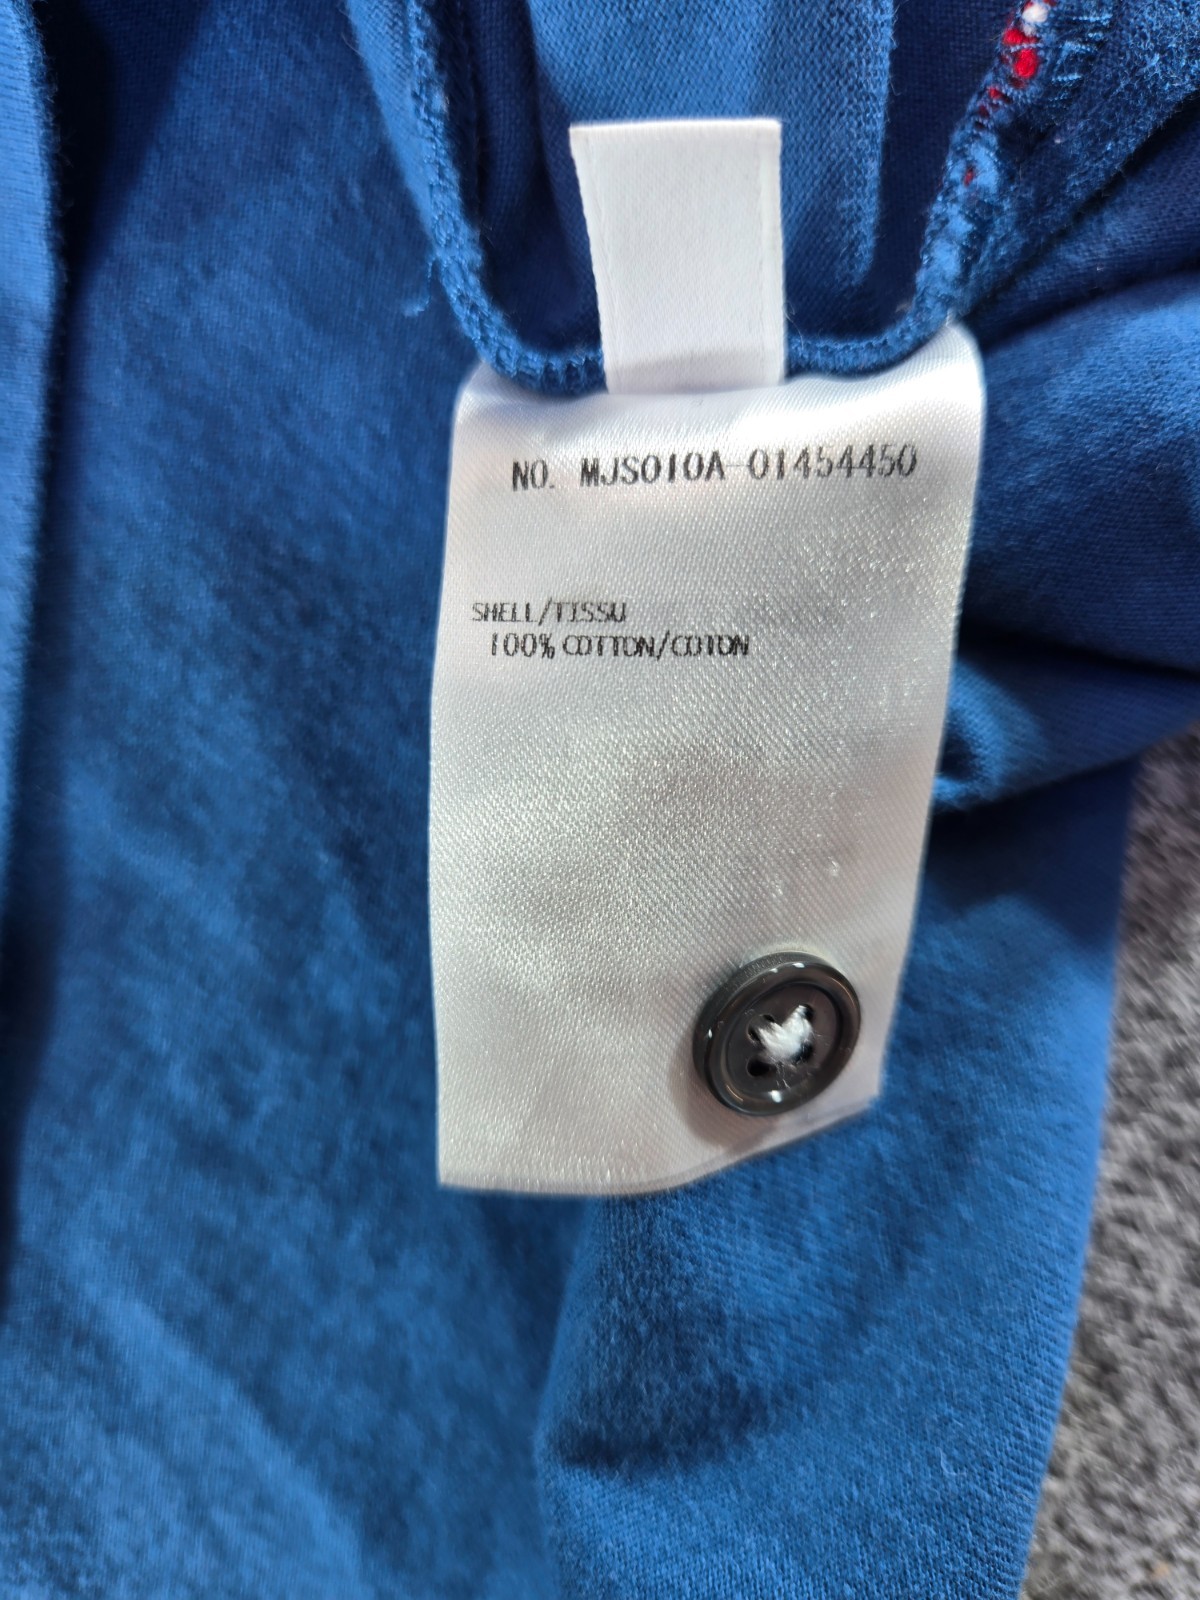 NO. MJS010A-01454450
SHELL/TISSU
100% COTTON/COTON